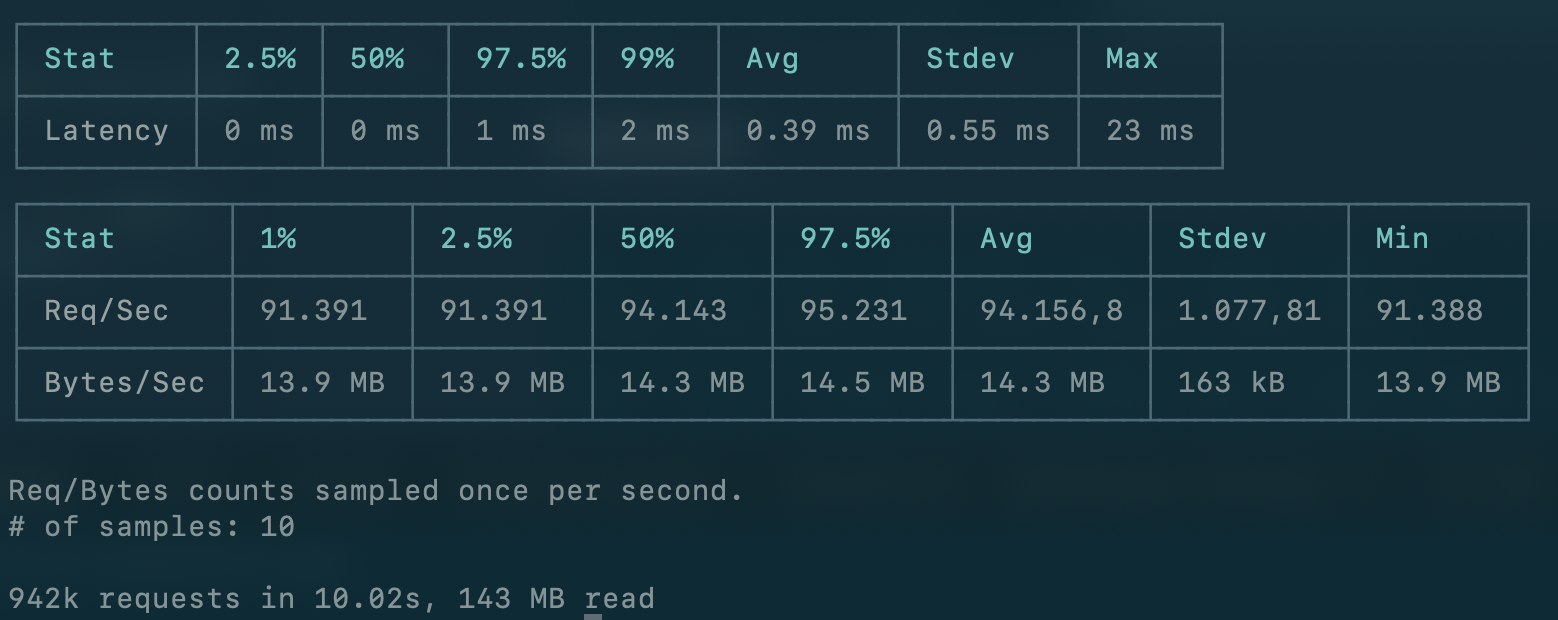 Stat 2.5% 50% 97.5% 99% Avg Stdev Max
Latency 0 ms 0 ms 1 ms 2 ms 0.39 ms 0.55 ms 23 ms
Stat 1% 2.5% 50% 97.5% Avg Stdev Min
Req/Sec 91.391 91.391 94.143 95.231 94.156,8 1.077,81 91.388
Bytes/Sec 13.9 MB 13.9 MB 14.3 MB 14.5 MB 14.3 MB 163 kB 13.9 MB
Req/Bytes counts sampled once per second.
# of samples: 10
942k requests in 10.02s, 143 MB read